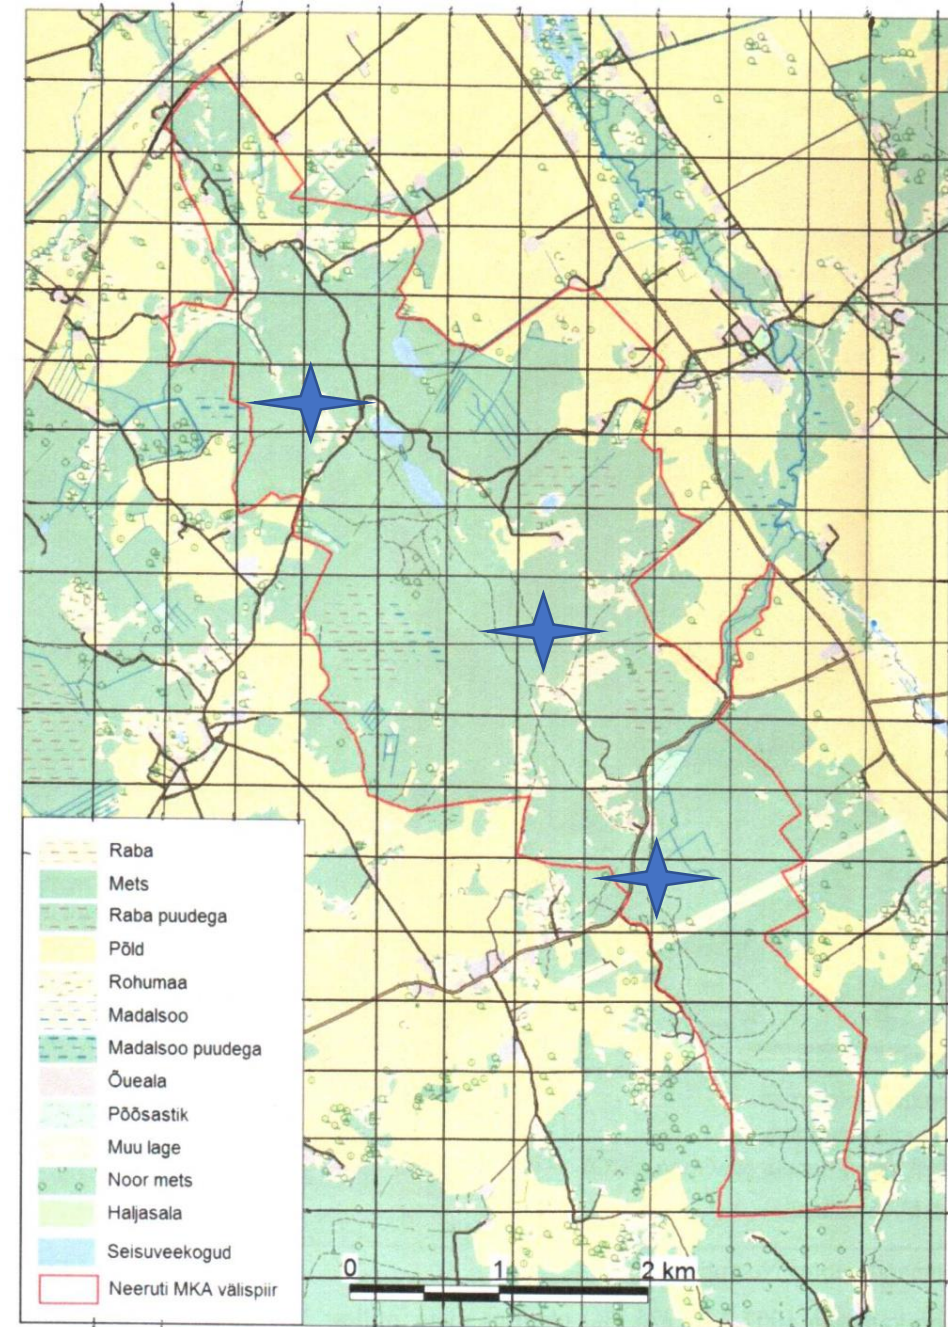 Raba
Mets
Raba puudega
Põld
Rohumaa
Madalsoo
Madalsoo puudega
Õueala
Põõsastik
Muu lage
Noor mets
Haljasala
Seisuveekogud
Neeruti MKA välispiir
0 1 2 km